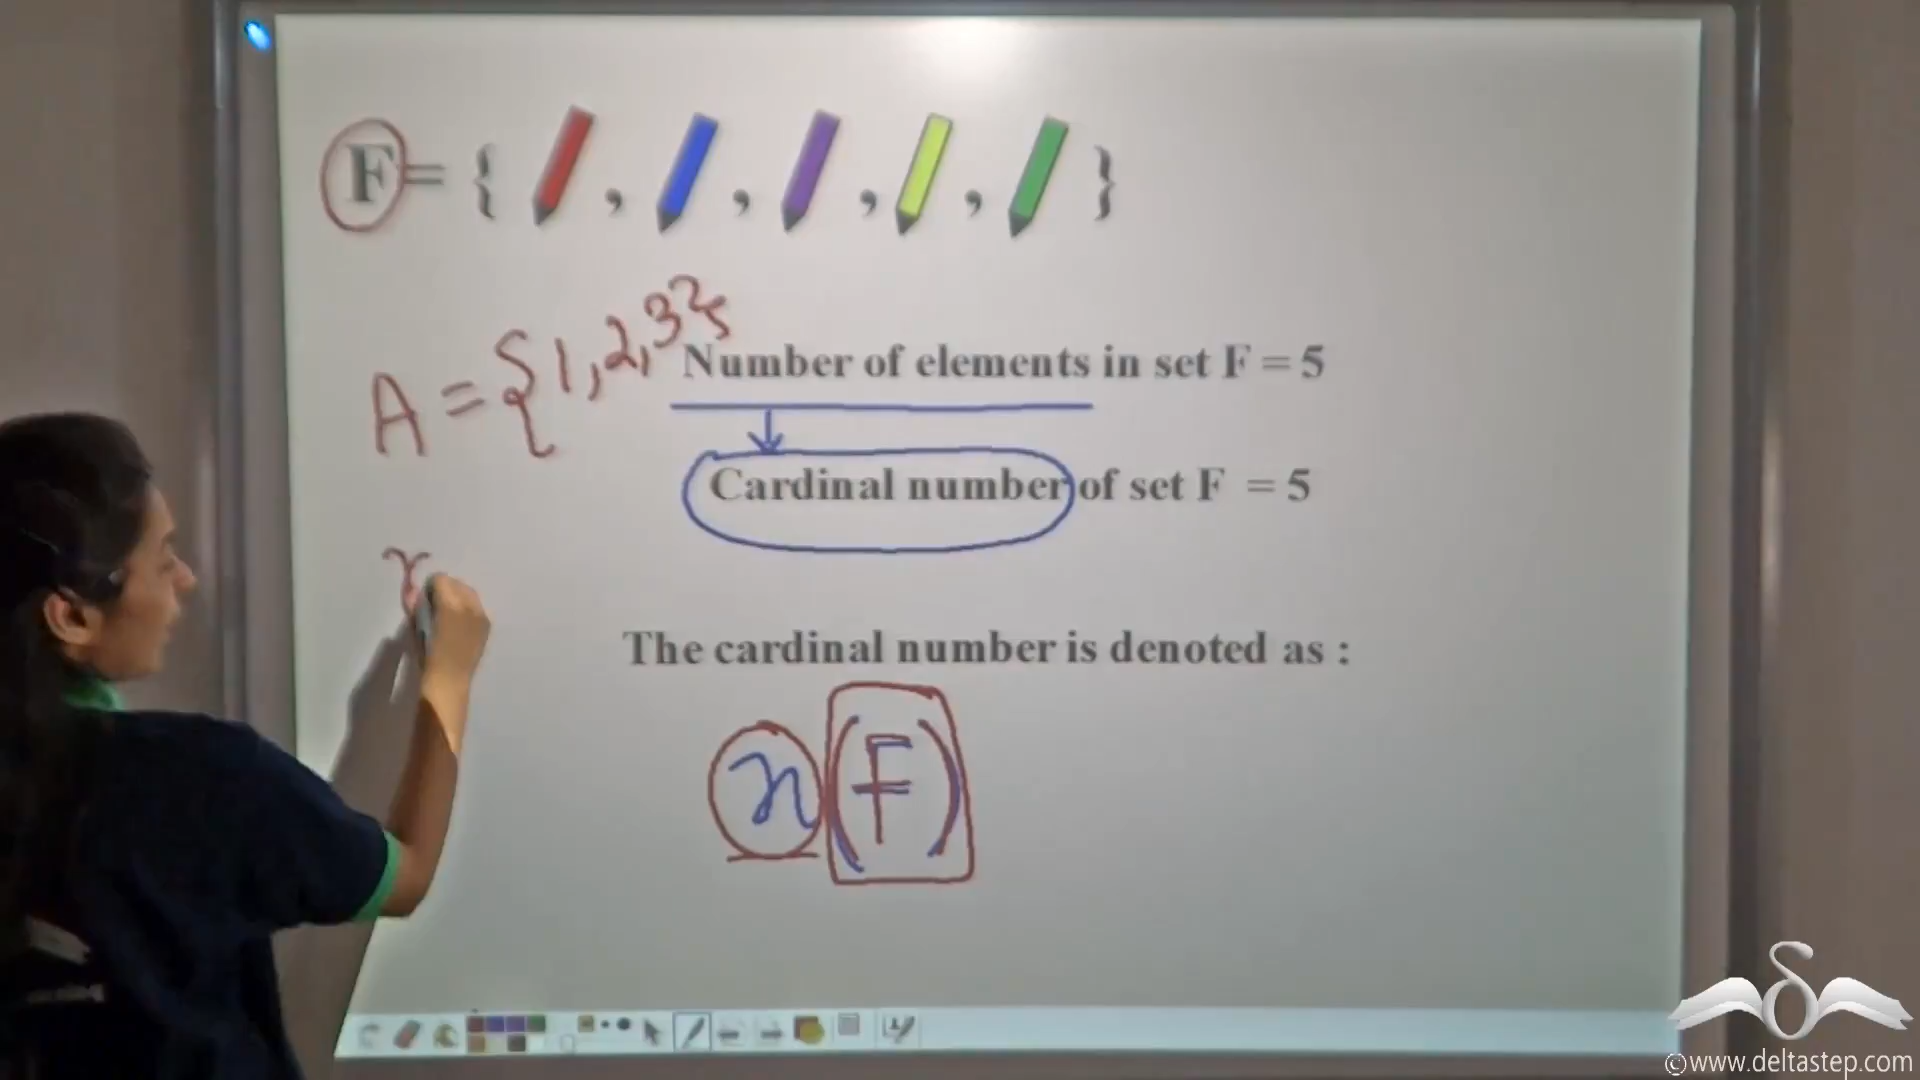 F = { , , , , }
A = {1,2,3}
Number of elements in set F = 5
Cardinal number of set F = 5
n
The cardinal number is denoted as :
n(F)
©www.deltastep.com